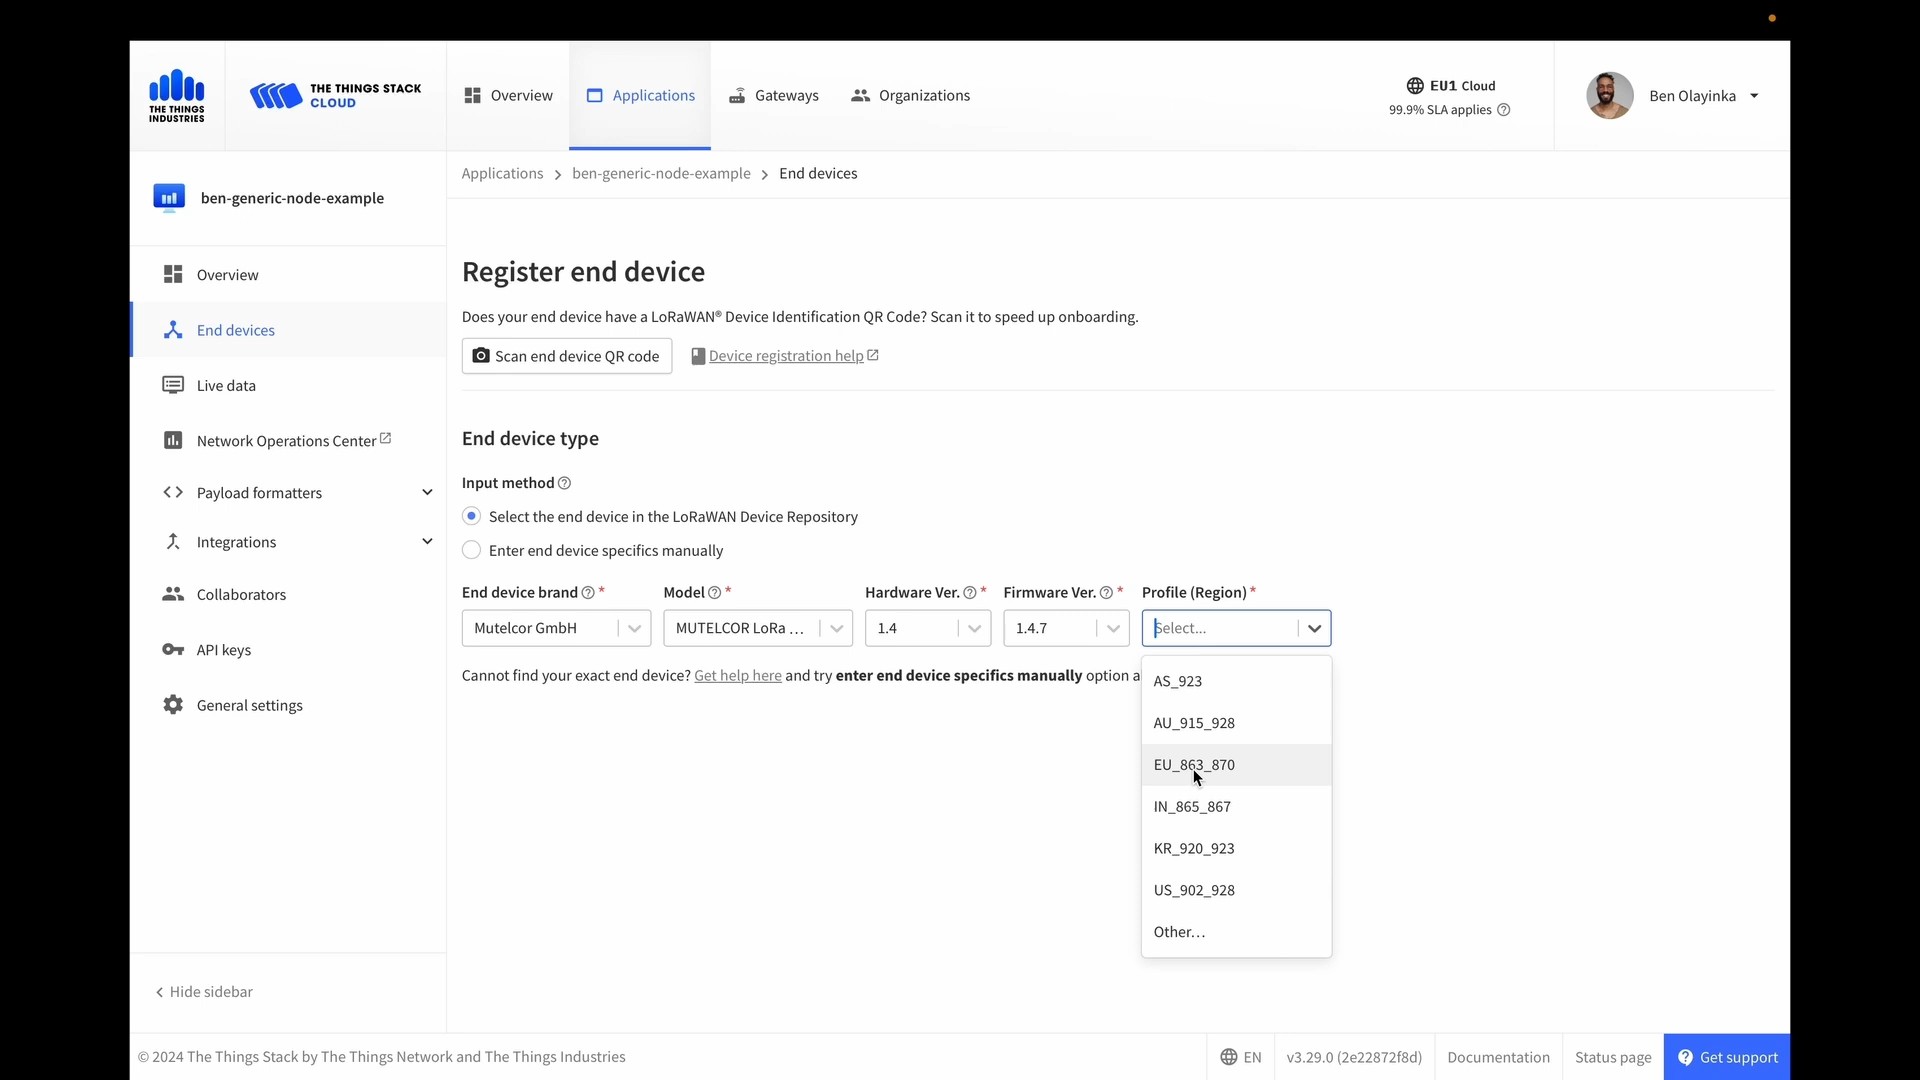 THE THINGS INDUSTRIES
THE THINGS STACK
CLOUD
Overview
Applications
Gateways
Organizations
EU1 Cloud
99.9% SLA applies
Ben Olayinka
ben-generic-node-example
Overview
End devices
Live data
Network Operations Center
Payload formatters
Integrations
Collaborators
API keys
General settings
Hide sidebar
Applications > ben-generic-node-example > End devices
Register end device
Does your end device have a LoRaWAN® Device Identification QR Code? Scan it to speed up onboarding.
Scan end device QR code
Device registration help
End device type
Input method
Select the end device in the LoRaWAN Device Repository
Enter end device specifics manually
End device brand * Model * Hardware Ver. * Firmware Ver. * Profile (Region) *
Mutelcor GmbH MUTELCOR LoRa ... 1.4 1.4.7 Select...
Cannot find your exact end device? Get help here and try enter end device specifics manually option a
AS_923
AU_915_928
EU_863_870
IN_865_867
KR_920_923
US_902_928
Other...
© 2024 The Things Stack by The Things Network and The Things Industries
EN
v3.29.0 (2e22872f8d)
Documentation
Status page
Get support